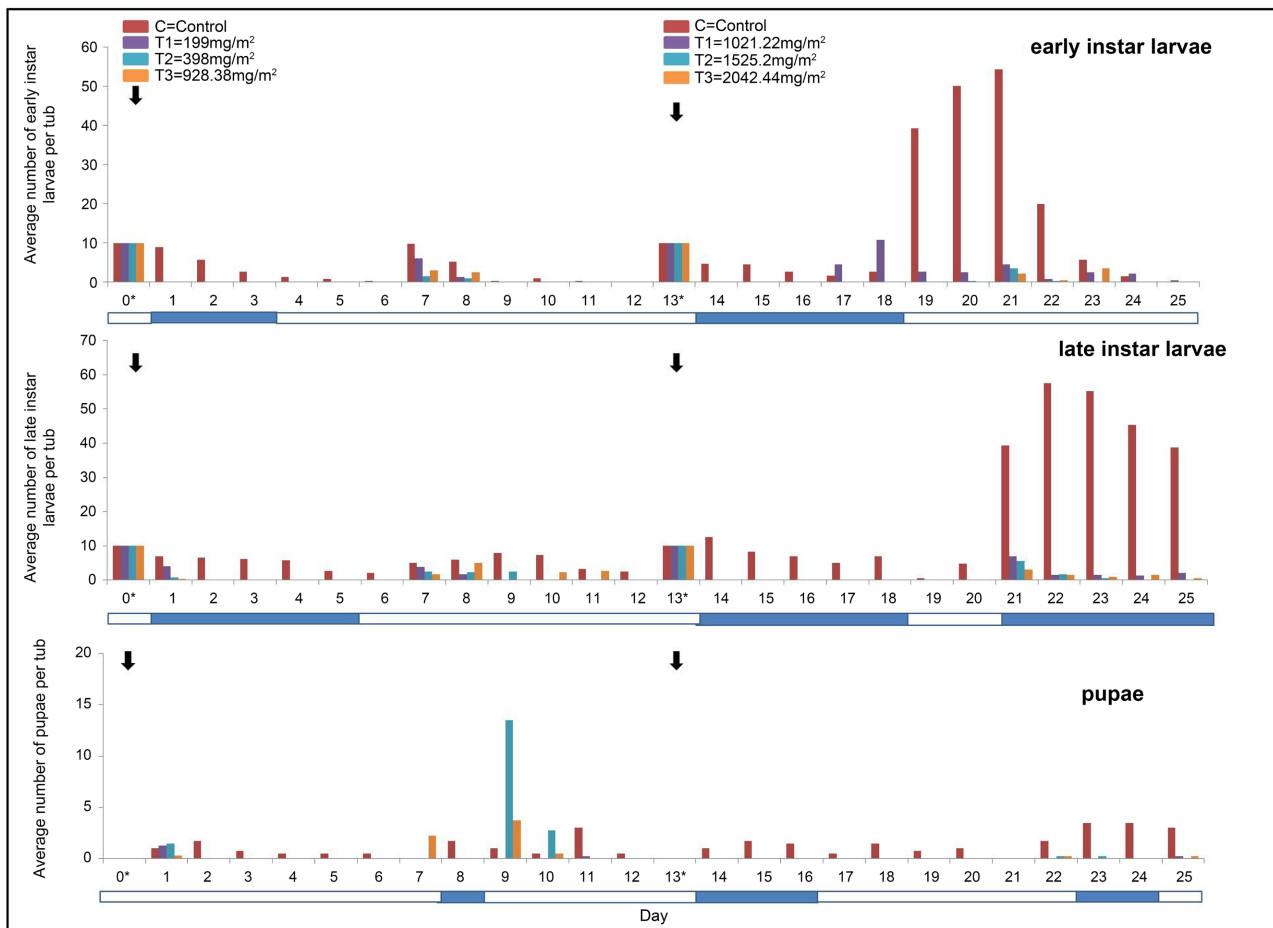 C=Control
T1=199mg/m²
T2=398mg/m²
T3=928.38mg/m²
C=Control
T1=1021.22mg/m²
T2=1525.2mg/m²
T3=2042.44mg/m²
early instar larvae
Average number of early instar
larvae per tub
60
50
40
30
20
10
0
0* 1 2 3 4 5 6 7 8 9 10 11 12 13* 14 15 16 17 18 19 20 21 22 23 24 25
late instar larvae
Average number of late instar
larvae per tub
70
60
50
40
30
20
10
0
0* 1 2 3 4 5 6 7 8 9 10 11 12 13* 14 15 16 17 18 19 20 21 22 23 24 25
pupae
Average number of pupae per tub
20
15
10
5
0
0* 1 2 3 4 5 6 7 8 9 10 11 12 13* 14 15 16 17 18 19 20 21 22 23 24 25
Day